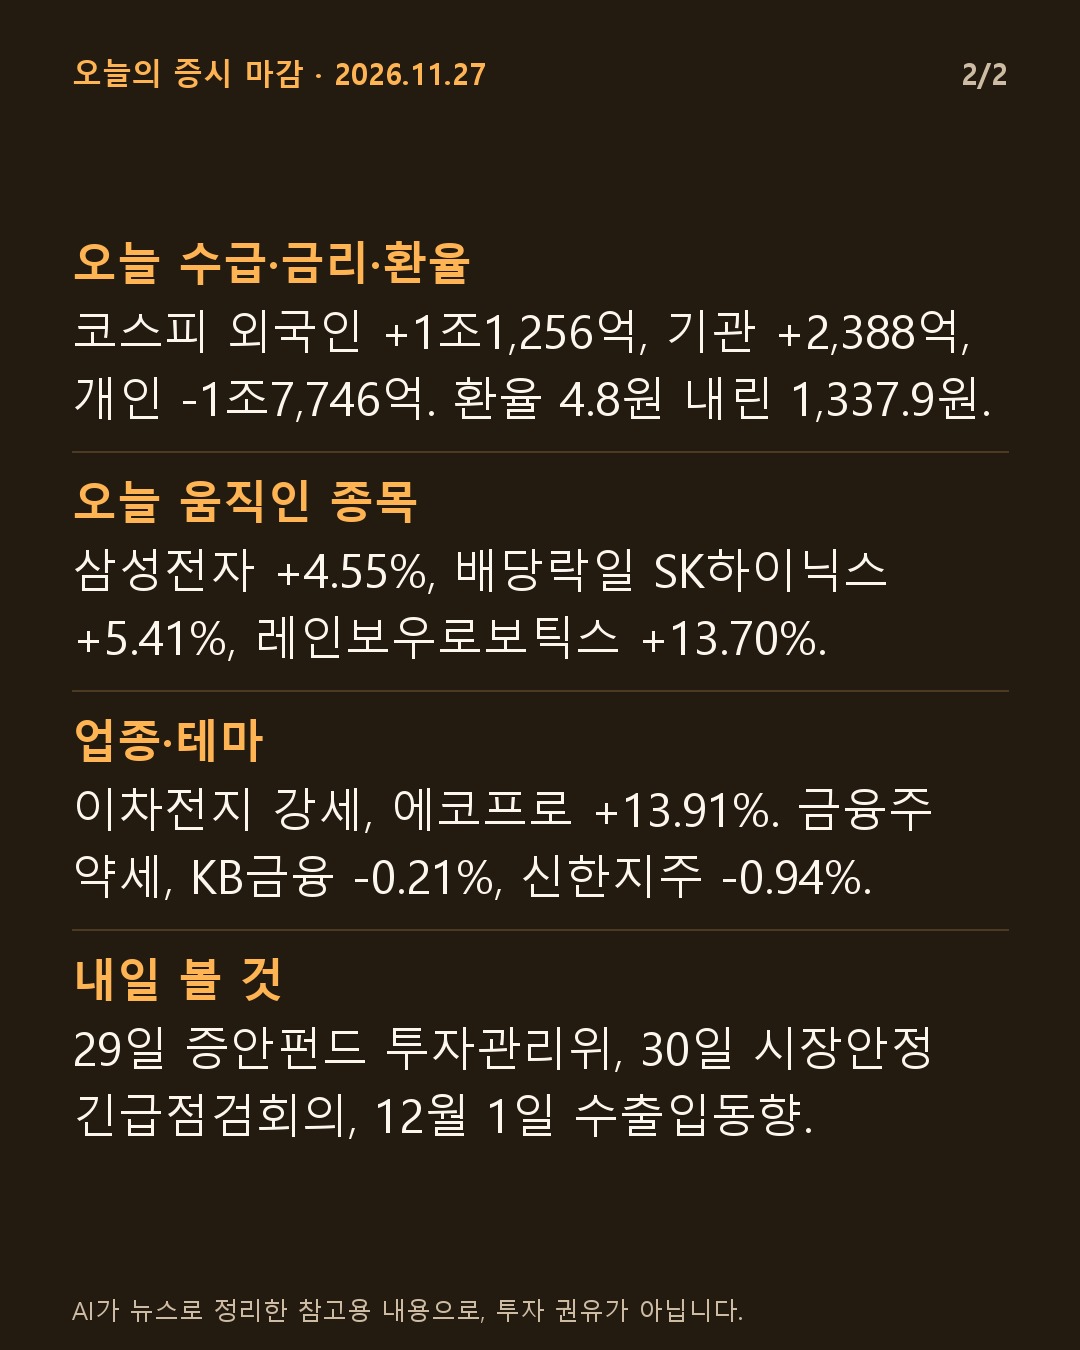 오늘의 증시 마감 · 2026.11.27
2/2
오늘 수급·금리·환율
코스피 외국인 +1조1,256억, 기관 +2,388억,
개인 -1조7,746억. 환율 4.8원 내린 1,337.9원.
오늘 움직인 종목
삼성전자 +4.55%, 배당락일 SK하이닉스
+5.41%, 레인보우로보틱스 +13.70%.
업종·테마
이차전지 강세, 에코프로 +13.91%. 금융주
약세, KB금융 -0.21%, 신한지주 -0.94%.
내일 볼 것
29일 증안펀드 투자관리위, 30일 시장안정
긴급점검회의, 12월 1일 수출입동향.
AI가 뉴스로 정리한 참고용 내용으로, 투자 권유가 아닙니다.